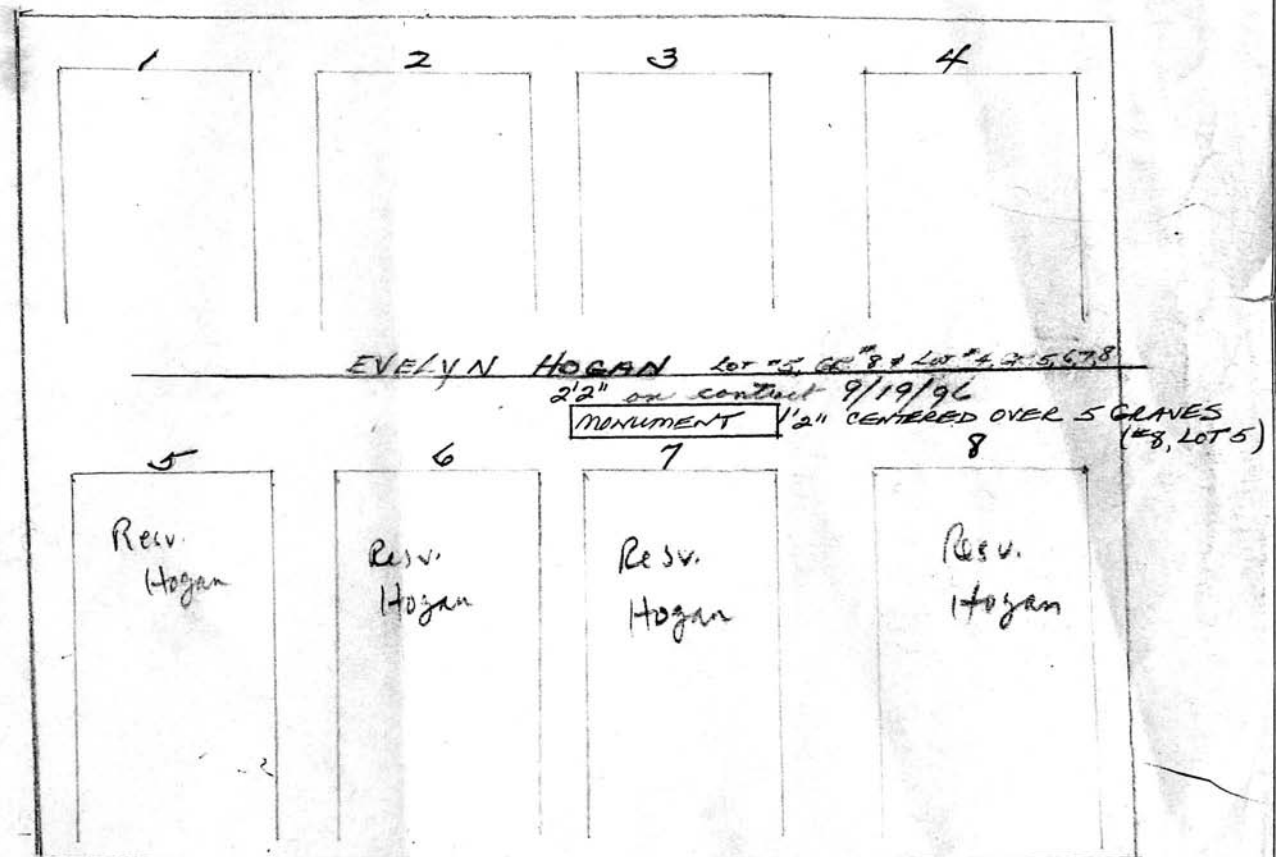 1 2 3 4
EVELYN HOGAN LOT #5, GR #8 & LOT #4, GR 5,6,7,8
2'2" on contract 9/19/96
MONUMENT 1'2" CENTERED OVER 5 GRAVES
(#8, LOT 5)
5 6 7 8
Resv. Resv. Resv. Resv.
Hogan Hogan Hogan Hogan